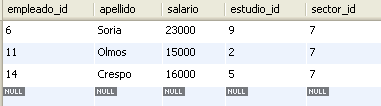 empleado_id apellido salario estudio_id sector_id
6 Soria 23000 9 7
11 Olmos 15000 2 7
14 Crespo 16000 5 7
NULL NULL NULL NULL NULL